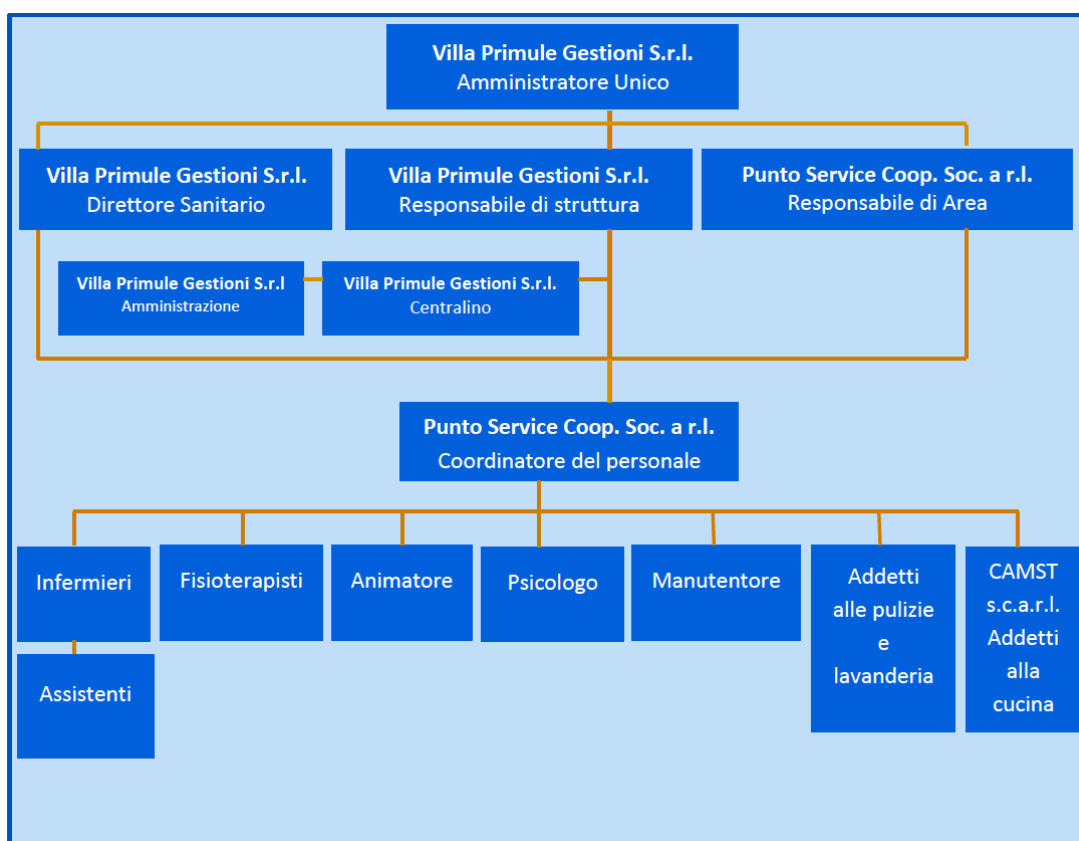 Villa Primule Gestioni S.r.l.
Amministratore Unico
Villa Primule Gestioni S.r.l.
Direttore Sanitario
Villa Primule Gestioni S.r.l.
Responsabile di struttura
Punto Service Coop. Soc. a r.l.
Responsabile di Area
Villa Primule Gestioni S.r.l
Amministrazione
Villa Primule Gestioni S.r.l.
Centralino
Punto Service Coop. Soc. a r.l.
Coordinatore del personale
Infermieri
Fisioterapisti
Animatore
Psicologo
Manutentore
Addetti
alle pulizie
e
lavanderia
CAMST
s.c.a.r.l.
Addetti
alla
cucina
Assistenti